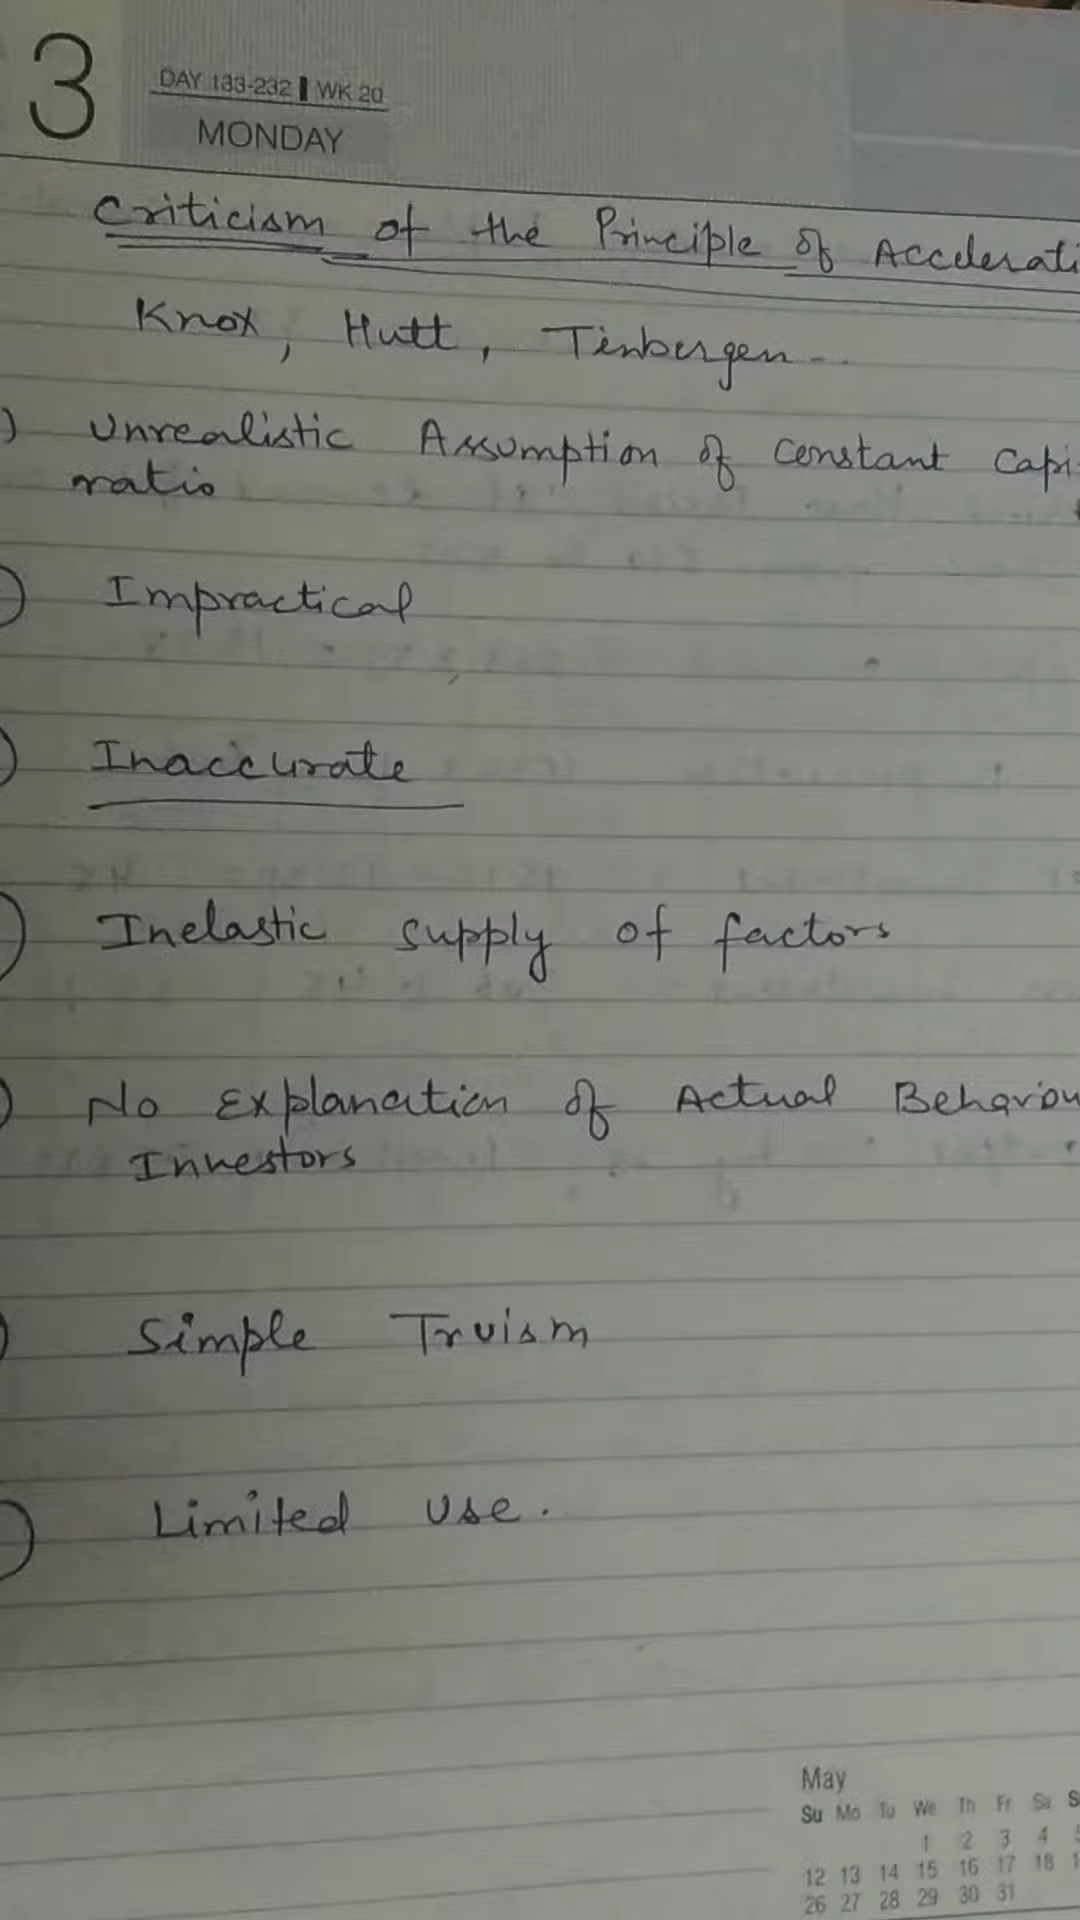 3
DAY 133-232 | WK 20
MONDAY
Criticism of the Principle of Accelerati
Knox, Hutt, Tinbergen --
) Unrealistic Assumption of Constant Capi
ratio
) Impractical
) Inaccurate
) Inelastic supply of factors
) No Explanation of Actual Behaviou
Investors
) Simple Truism
) Limited Use.
May
Su Mo Tu We Th Fr Sa S
1 2 3 4 5
12 13 14 15 16 17 18 1
26 27 28 29 30 31